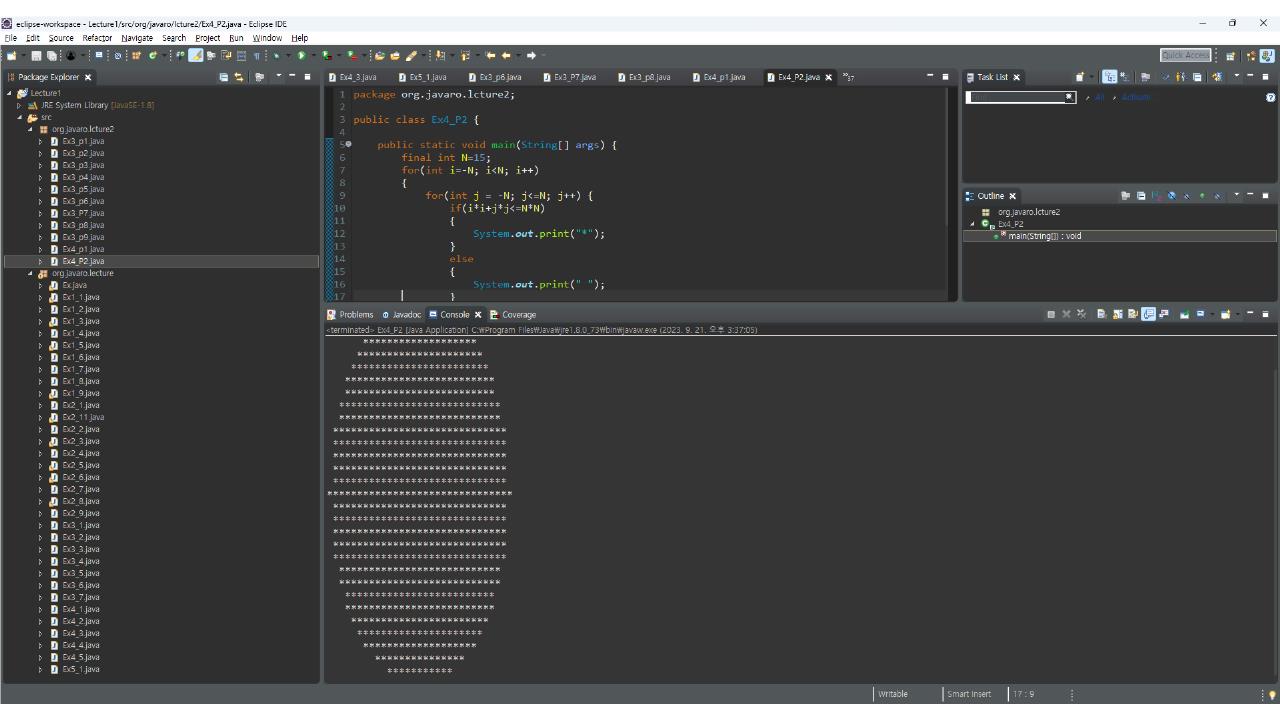 eclipse-workspace - Lecture1/src/org/javaro/lcture2/Ex4_P2.java - Eclipse IDE
File Edit Source Refactor Navigate Search Project Run Window Help
Quick Access
Package Explorer
Lecture1
JRE System Library [JavaSE-1.8]
src
org.javaro.lcture2
Ex3_p1.java
Ex3_p2.java
Ex3_p3.java
Ex3_p4.java
Ex3_p5.java
Ex3_p6.java
Ex3_P7.java
Ex3_p8.java
Ex3_p9.java
Ex4_p1.java
Ex4_P2.java
org.javaro.lecture
Ex.java
Ex1_1.java
Ex1_2.java
Ex1_3.java
Ex1_4.java
Ex1_5.java
Ex1_6.java
Ex1_7.java
Ex1_8.java
Ex1_9.java
Ex2_1.java
Ex2_11.java
Ex2_2.java
Ex2_3.java
Ex2_4.java
Ex2_5.java
Ex2_6.java
Ex2_7.java
Ex2_8.java
Ex2_9.java
Ex3_1.java
Ex3_2.java
Ex3_3.java
Ex3_4.java
Ex3_5.java
Ex3_6.java
Ex3_7.java
Ex4_1.java
Ex4_2.java
Ex4_3.java
Ex4_4.java
Ex4_5.java
Ex5_1.java
Ex4_3.java Ex5_1.java Ex3_p6.java Ex3_P7.java Ex3_p8.java Ex4_p1.java Ex4_P2.java »17
1 package org.javaro.lcture2;
2
3 public class Ex4_P2 {
4
5 public static void main(String[] args) {
6 final int N=15;
7 for(int i=-N; i<N; i++)
8 {
9 for(int j = -N; j<=N; j++) {
10 if(i*i+j*j<=N*N)
11 {
12 System.out.print("*");
13 }
14 else
15 {
16 System.out.print(" ");
17 }
Task List
All Activate
Outline
org.javaro.lcture2
Ex4_P2
main(String[]) : void
Problems Javadoc Console Coverage
<terminated> Ex4_P2 [Java Application] C:₩Program Files₩Java₩jre1.8.0_73₩bin₩javaw.exe (2023. 9. 21. 오후 3:37:05)
*******************
*********************
***********************
*************************
*************************
***************************
***************************
*****************************
*****************************
*****************************
*****************************
*****************************
*******************************
*****************************
*****************************
*****************************
*****************************
*****************************
***************************
***************************
*************************
*************************
***********************
*********************
*******************
***************
***********
Writable Smart Insert 17 : 9